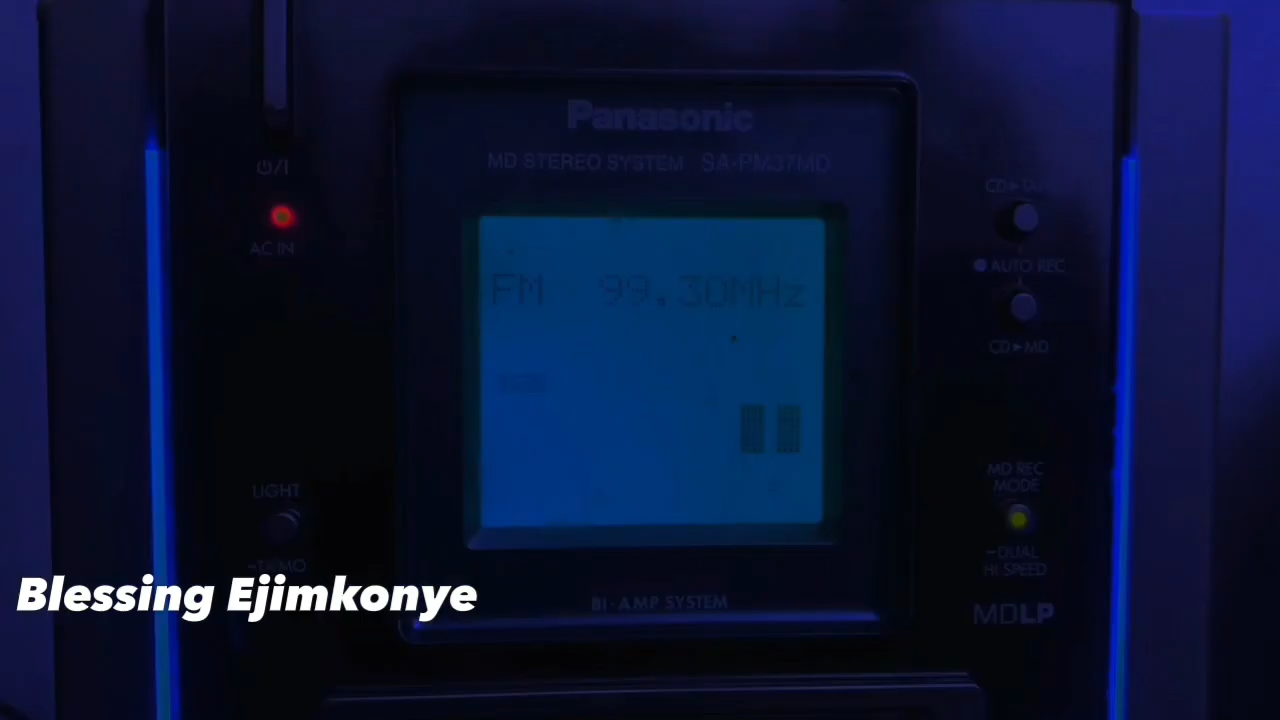 Panasonic
MD STEREO SYSTEM SA-PM37MD
⏻/I
AC IN
CD▶TAPE
● AUTO REC
CD▶MD
FM 99.30MHz
LIGHT
-DEMO
MD REC
MODE
-DUAL
HI SPEED
MDLP
Blessing Ejimkonye
BI-AMP SYSTEM